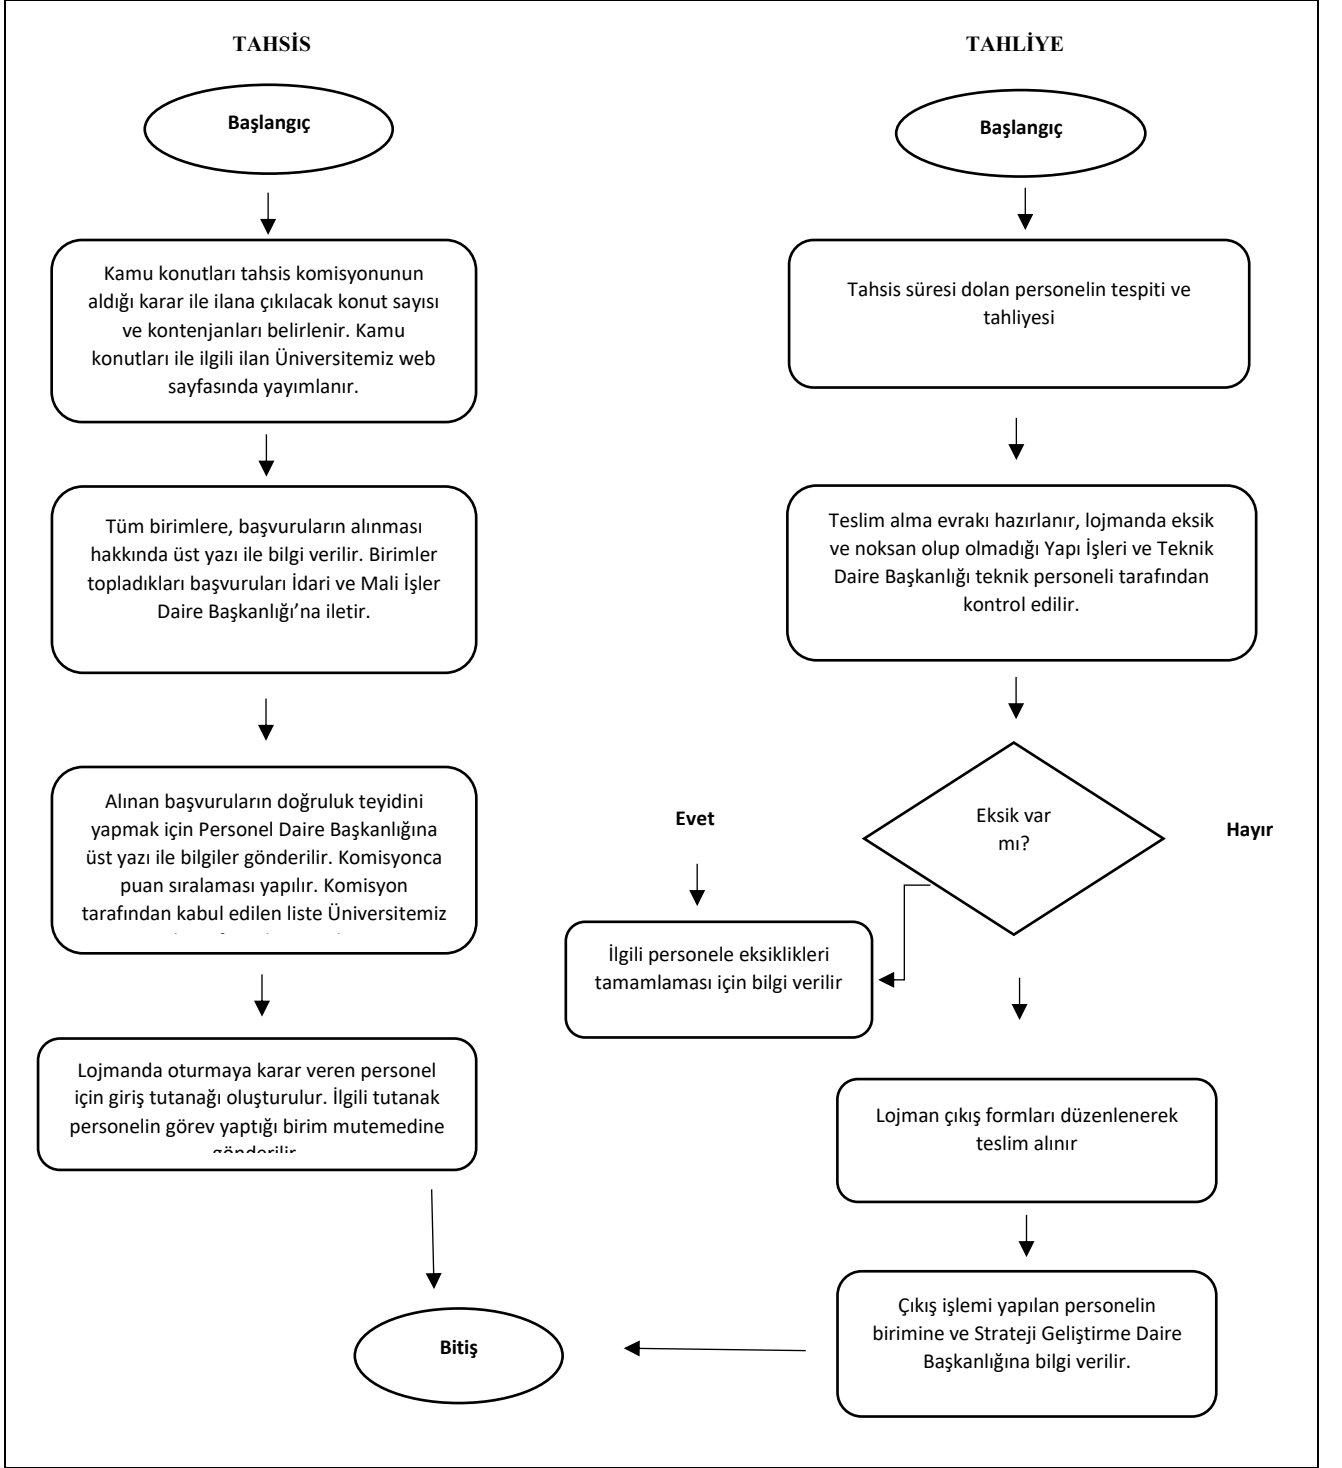 TAHSİS
Başlangıç
Kamu konutları tahsis komisyonunun
aldığı karar ile ilana çıkılacak konut sayısı
ve kontenjanları belirlenir. Kamu
konutları ile ilgili ilan Üniversitemiz web
sayfasında yayımlanır.
Tüm birimlere, başvuruların alınması
hakkında üst yazı ile bilgi verilir. Birimler
topladıkları başvuruları İdari ve Mali İşler
Daire Başkanlığı’na iletir.
Alınan başvuruların doğruluk teyidini
yapmak için Personel Daire Başkanlığına
üst yazı ile bilgiler gönderilir. Komisyonca
puan sıralaması yapılır. Komisyon
tarafından kabul edilen liste Üniversitemiz
Lojmanda oturmaya karar veren personel
için giriş tutanağı oluşturulur. İlgili tutanak
personelin görev yaptığı birim mutemedine
gönderilir
TAHLİYE
Başlangıç
Tahsis süresi dolan personelin tespiti ve
tahliyesi
Teslim alma evrakı hazırlanır, lojmanda eksik
ve noksan olup olmadığı Yapı İşleri ve Teknik
Daire Başkanlığı teknik personeli tarafından
kontrol edilir.
Eksik var
mı?
Evet
Hayır
İlgili personele eksiklikleri
tamamlaması için bilgi verilir
Lojman çıkış formları düzenlenerek
teslim alınır
Çıkış işlemi yapılan personelin
birimine ve Strateji Geliştirme Daire
Başkanlığına bilgi verilir.
Bitiş